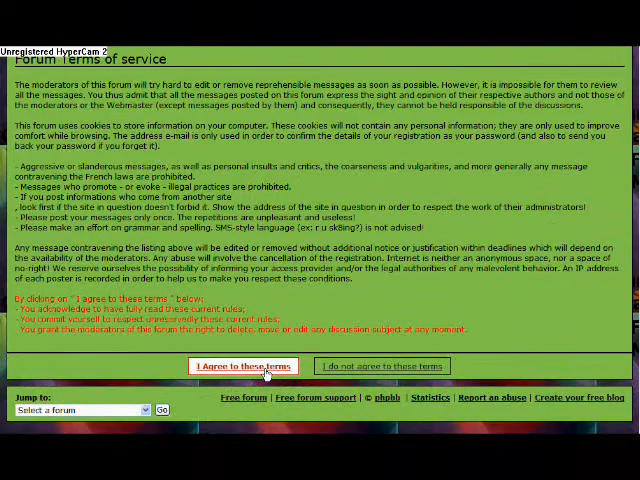 Unregistered HyperCam 2
Forum Terms of service
The moderators of this forum will try hard to edit or remove reprehensible messages as soon as possible. However, it is impossible for them to review
all the messages. You thus admit that all the messages posted on this forum express the sight and opinion of their respective authors and not those of
the moderators or the Webmaster (except messages posted by them) and consequently, they cannot be held responsible of the discussions.
This forum uses cookies to store information on your computer. These cookies will not contain any personal information; they are only used to improve
comfort while browsing. The address e-mail is only used in order to confirm the details of your registration as your password (and also to send you
back your password if you forget it).
- Aggressive or slanderous messages, as well as personal insults and critics, the coarseness and vulgarities, and more generally any message
contravening the French laws are prohibited.
- Messages who promote - or evoke - illegal practices are prohibited.
- If you post informations who come from another site
, look first if the site in question doesn't forbid it. Show the address of the site in question in order to respect the work of their administrators!
- Please post your messages only once. The repetitions are unpleasant and useless!
- Please make an effort on grammar and spelling. SMS-style language (ex: r u sk8ing?) is not advised!
Any message contravening the listing above will be edited or removed without additional notice or justification within deadlines which will depend on
the availability of the moderators. Any abuse will involve the cancellation of the registration. Internet is neither an anonymous space, nor a space of
no-right! We reserve ourselves the possibility of informing your access provider and/or the legal authorities of any malevolent behavior. An IP address
of each poster is recorded in order to help us to make you respect these conditions.
By clicking on " I agree to these terms " below:
- You acknowledge to have fully read these current rules;
- You commit yourself to respect unreservedly these current rules;
- You grant the moderators of this forum the right to delete, move or edit any discussion subject at any moment.
I Agree to these terms I do not agree to these terms
Jump to: Free forum | Free forum support | © phpbb | Statistics | Report an abuse | Create your free blog
Select a forum Go